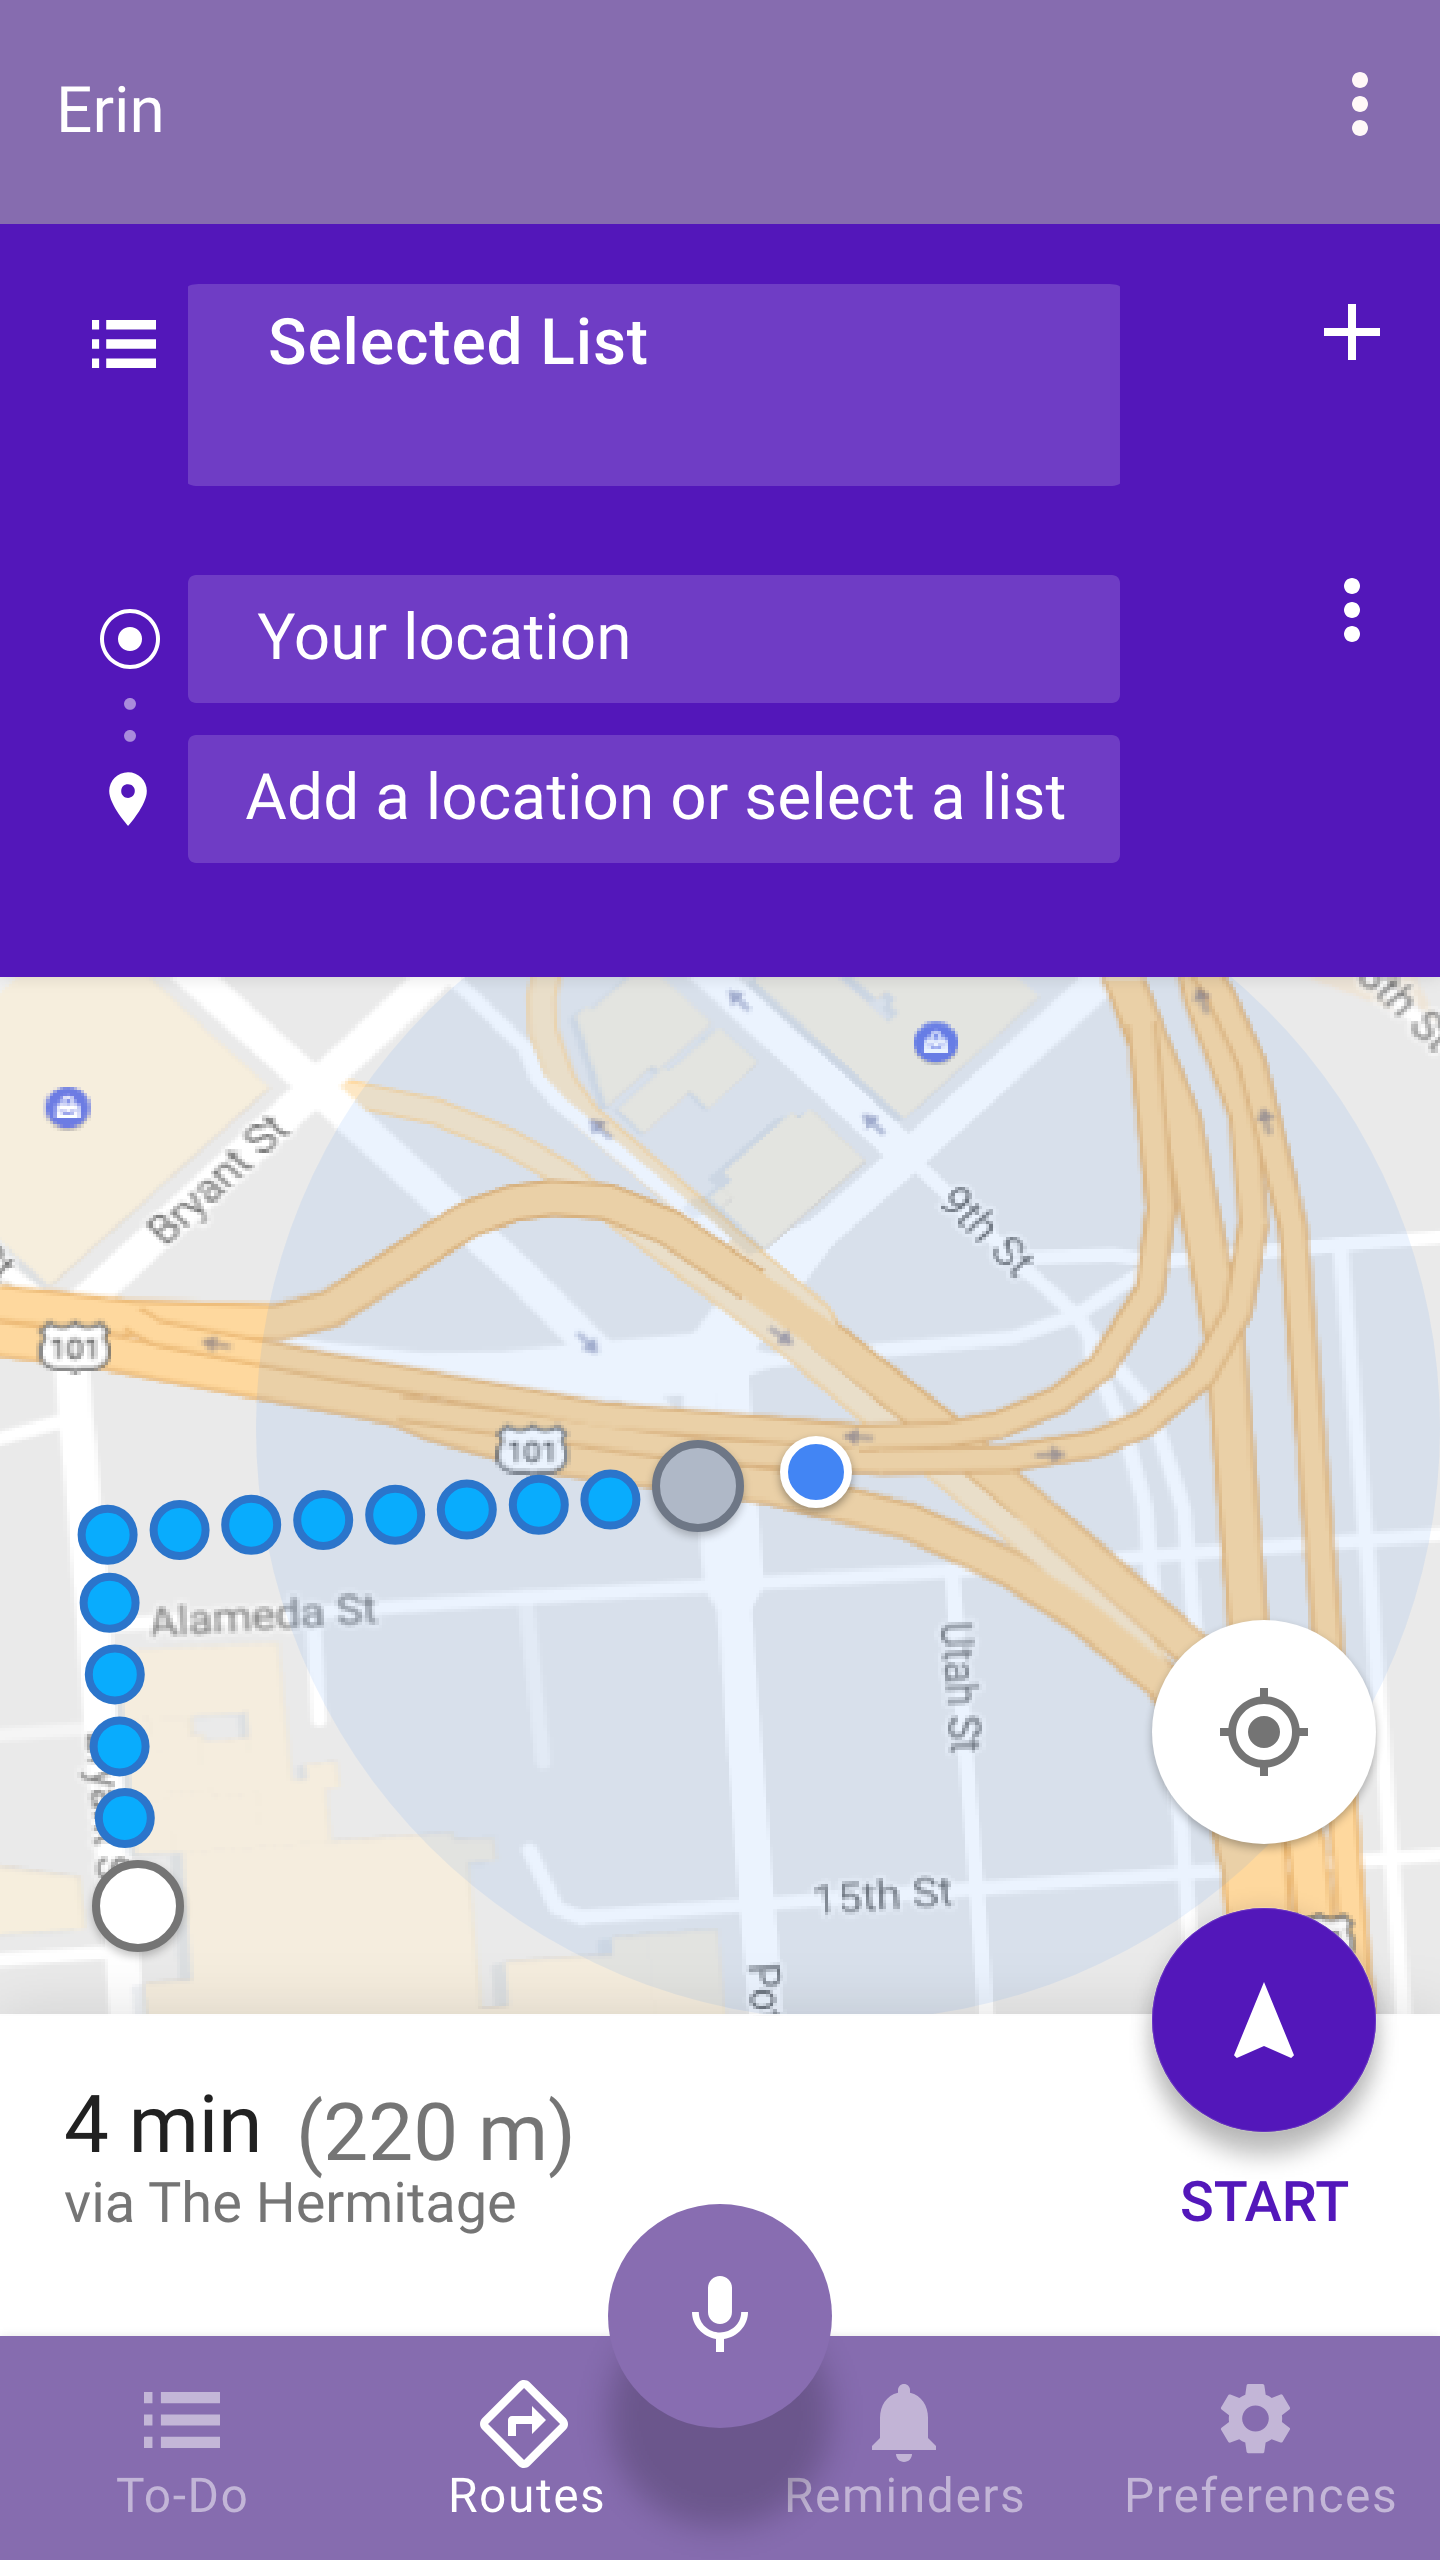 Erin
Selected List
Your location
Add a location or select a list
Bryant St
9th St
101
101
Alameda St
Utah St
15th St
4 min (220 m)
via The Hermitage
START
To-Do
Routes
Reminders
Preferences